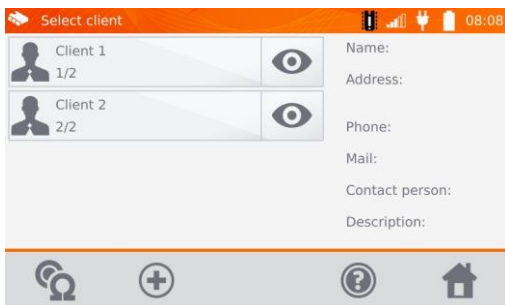 Select client
08:08
Client 1
1/2
Client 2
2/2
Name:
Address:
Phone:
Mail:
Contact person:
Description: